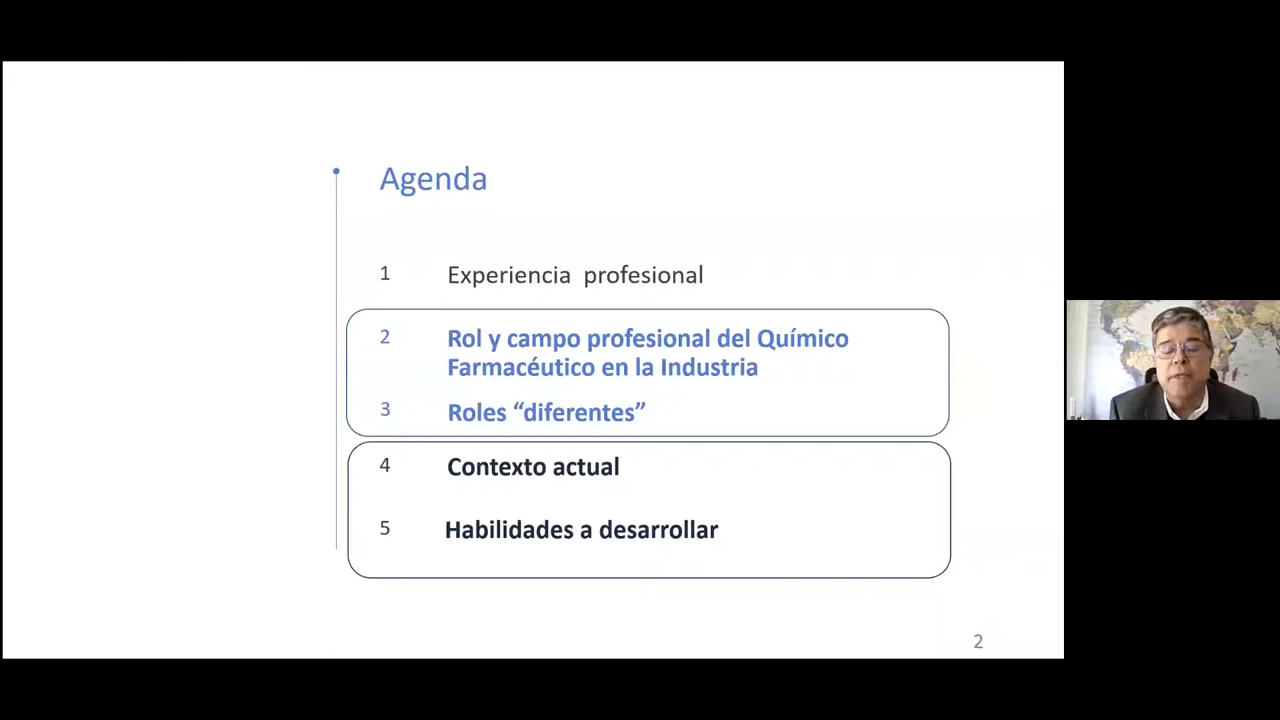 Agenda
1 Experiencia profesional
2 Rol y campo profesional del Químico
Farmacéutico en la Industria
3 Roles “diferentes”
4 Contexto actual
5 Habilidades a desarrollar
2